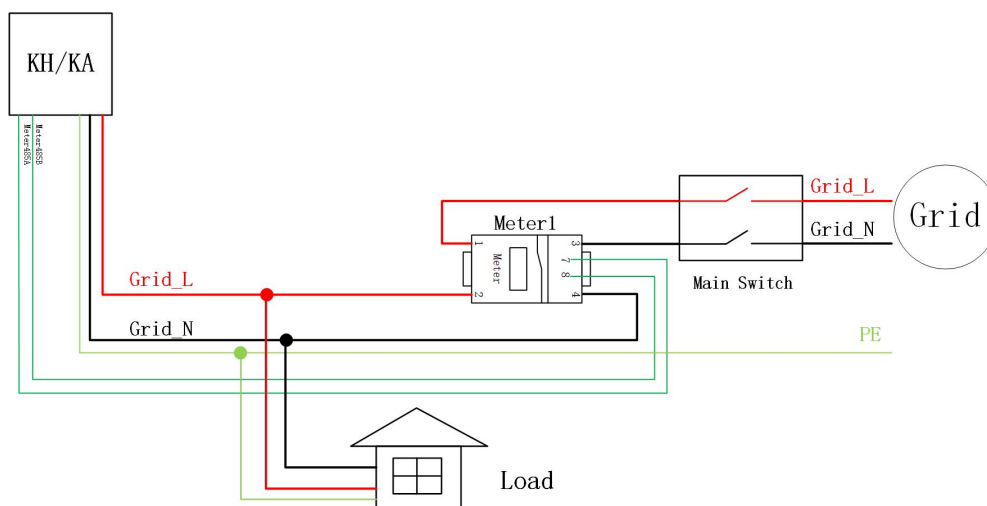 KH/KA
Meter485B
Meter485A
Grid_L
Grid_L
Grid
Grid_N
Meter1
1
3
7
8
Meter
2
4
Main Switch
Grid_L
Grid_N
PE
Load